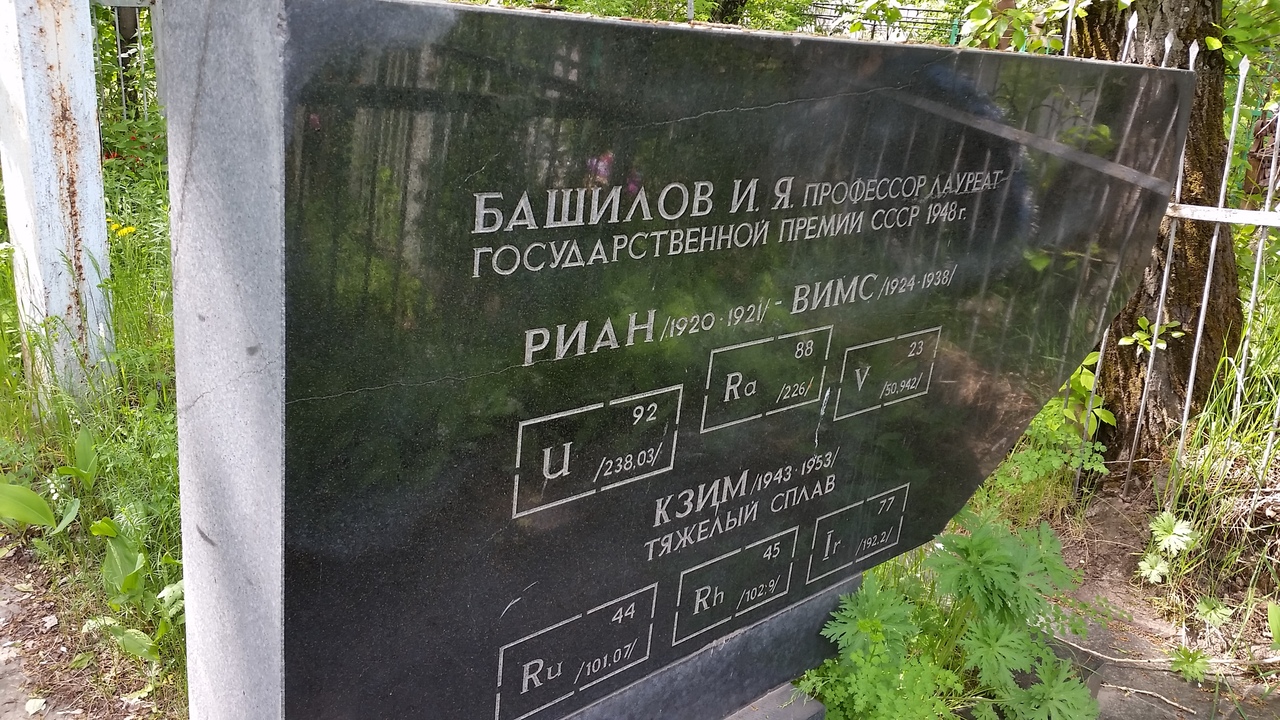 БАШИЛОВ И. Я. ПРОФЕССОР ЛАУРЕАТ
ГОСУДАРСТВЕННОЙ ПРЕМИИ СССР 1948 г.
РИАН /1920-1921/ - ВИМС /1924-1938/
U 92 /238,03/
Ra 88 /226/
V 23 /50,942/
КЗИМ /1943-1953/
ТЯЖЕЛЫЙ СПЛАВ
Ru 44 /101.07/
Rh 45 /102.9/
Ir 77 /192.2/